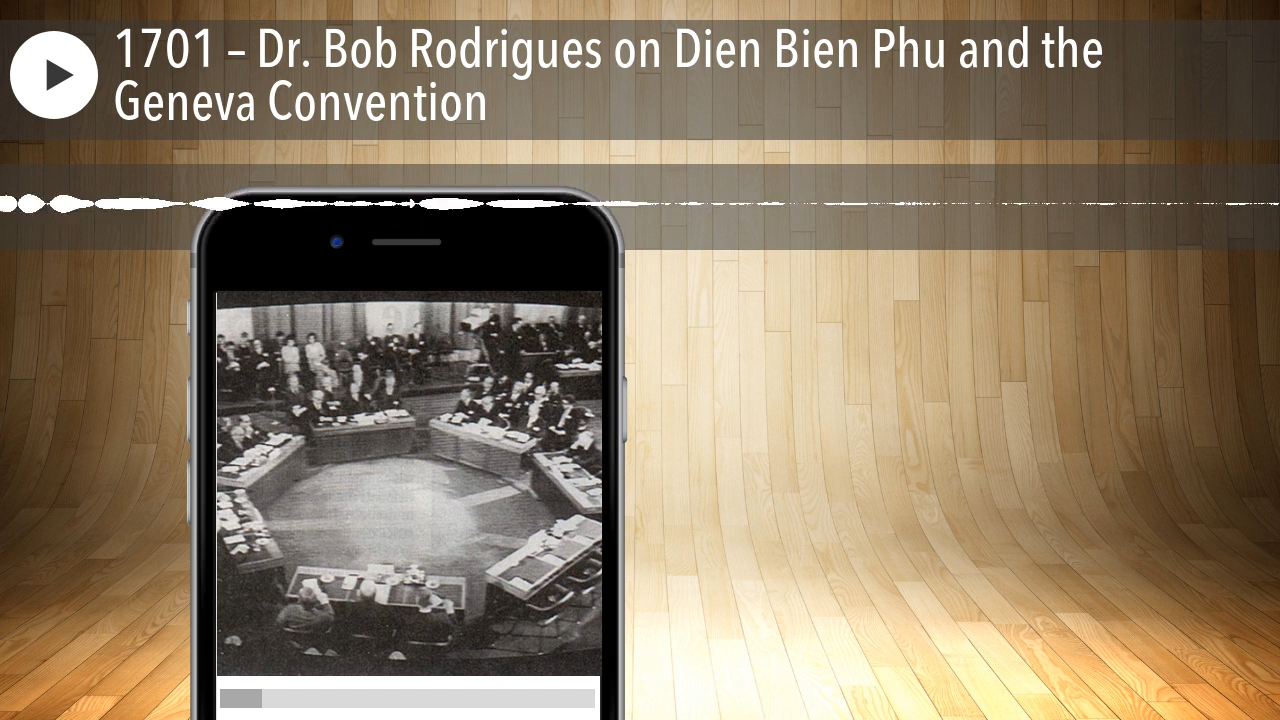 1701 – Dr. Bob Rodrigues on Dien Bien Phu and the
Geneva Convention